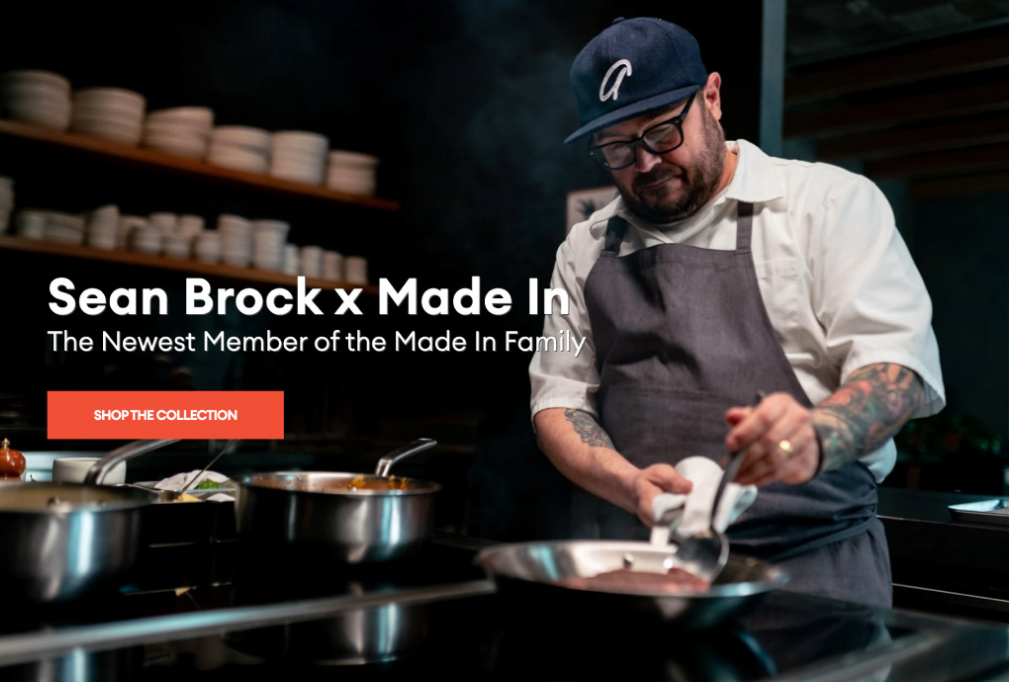 Sean Brock x Made In
The Newest Member of the Made In Family
SHOP THE COLLECTION